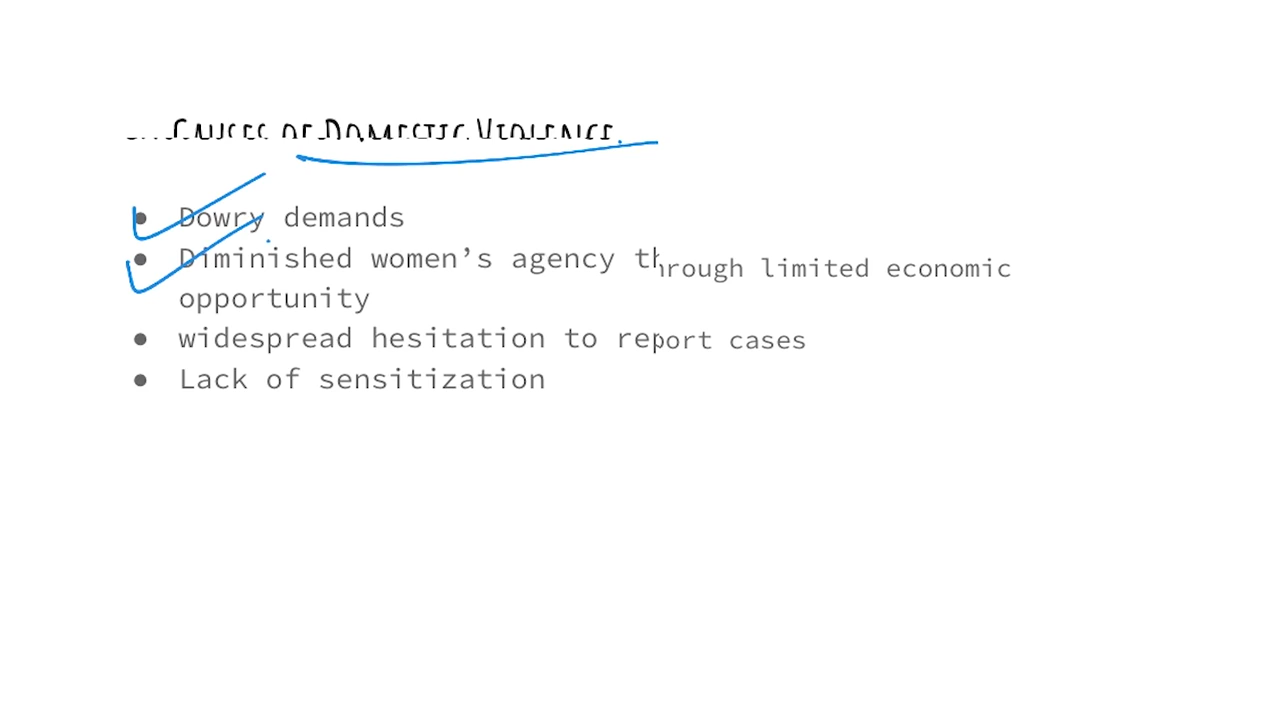 Causes of Domestic Violence
● Dowry demands
● Diminished women’s agency through limited economic
opportunity
● widespread hesitation to report cases
● Lack of sensitization